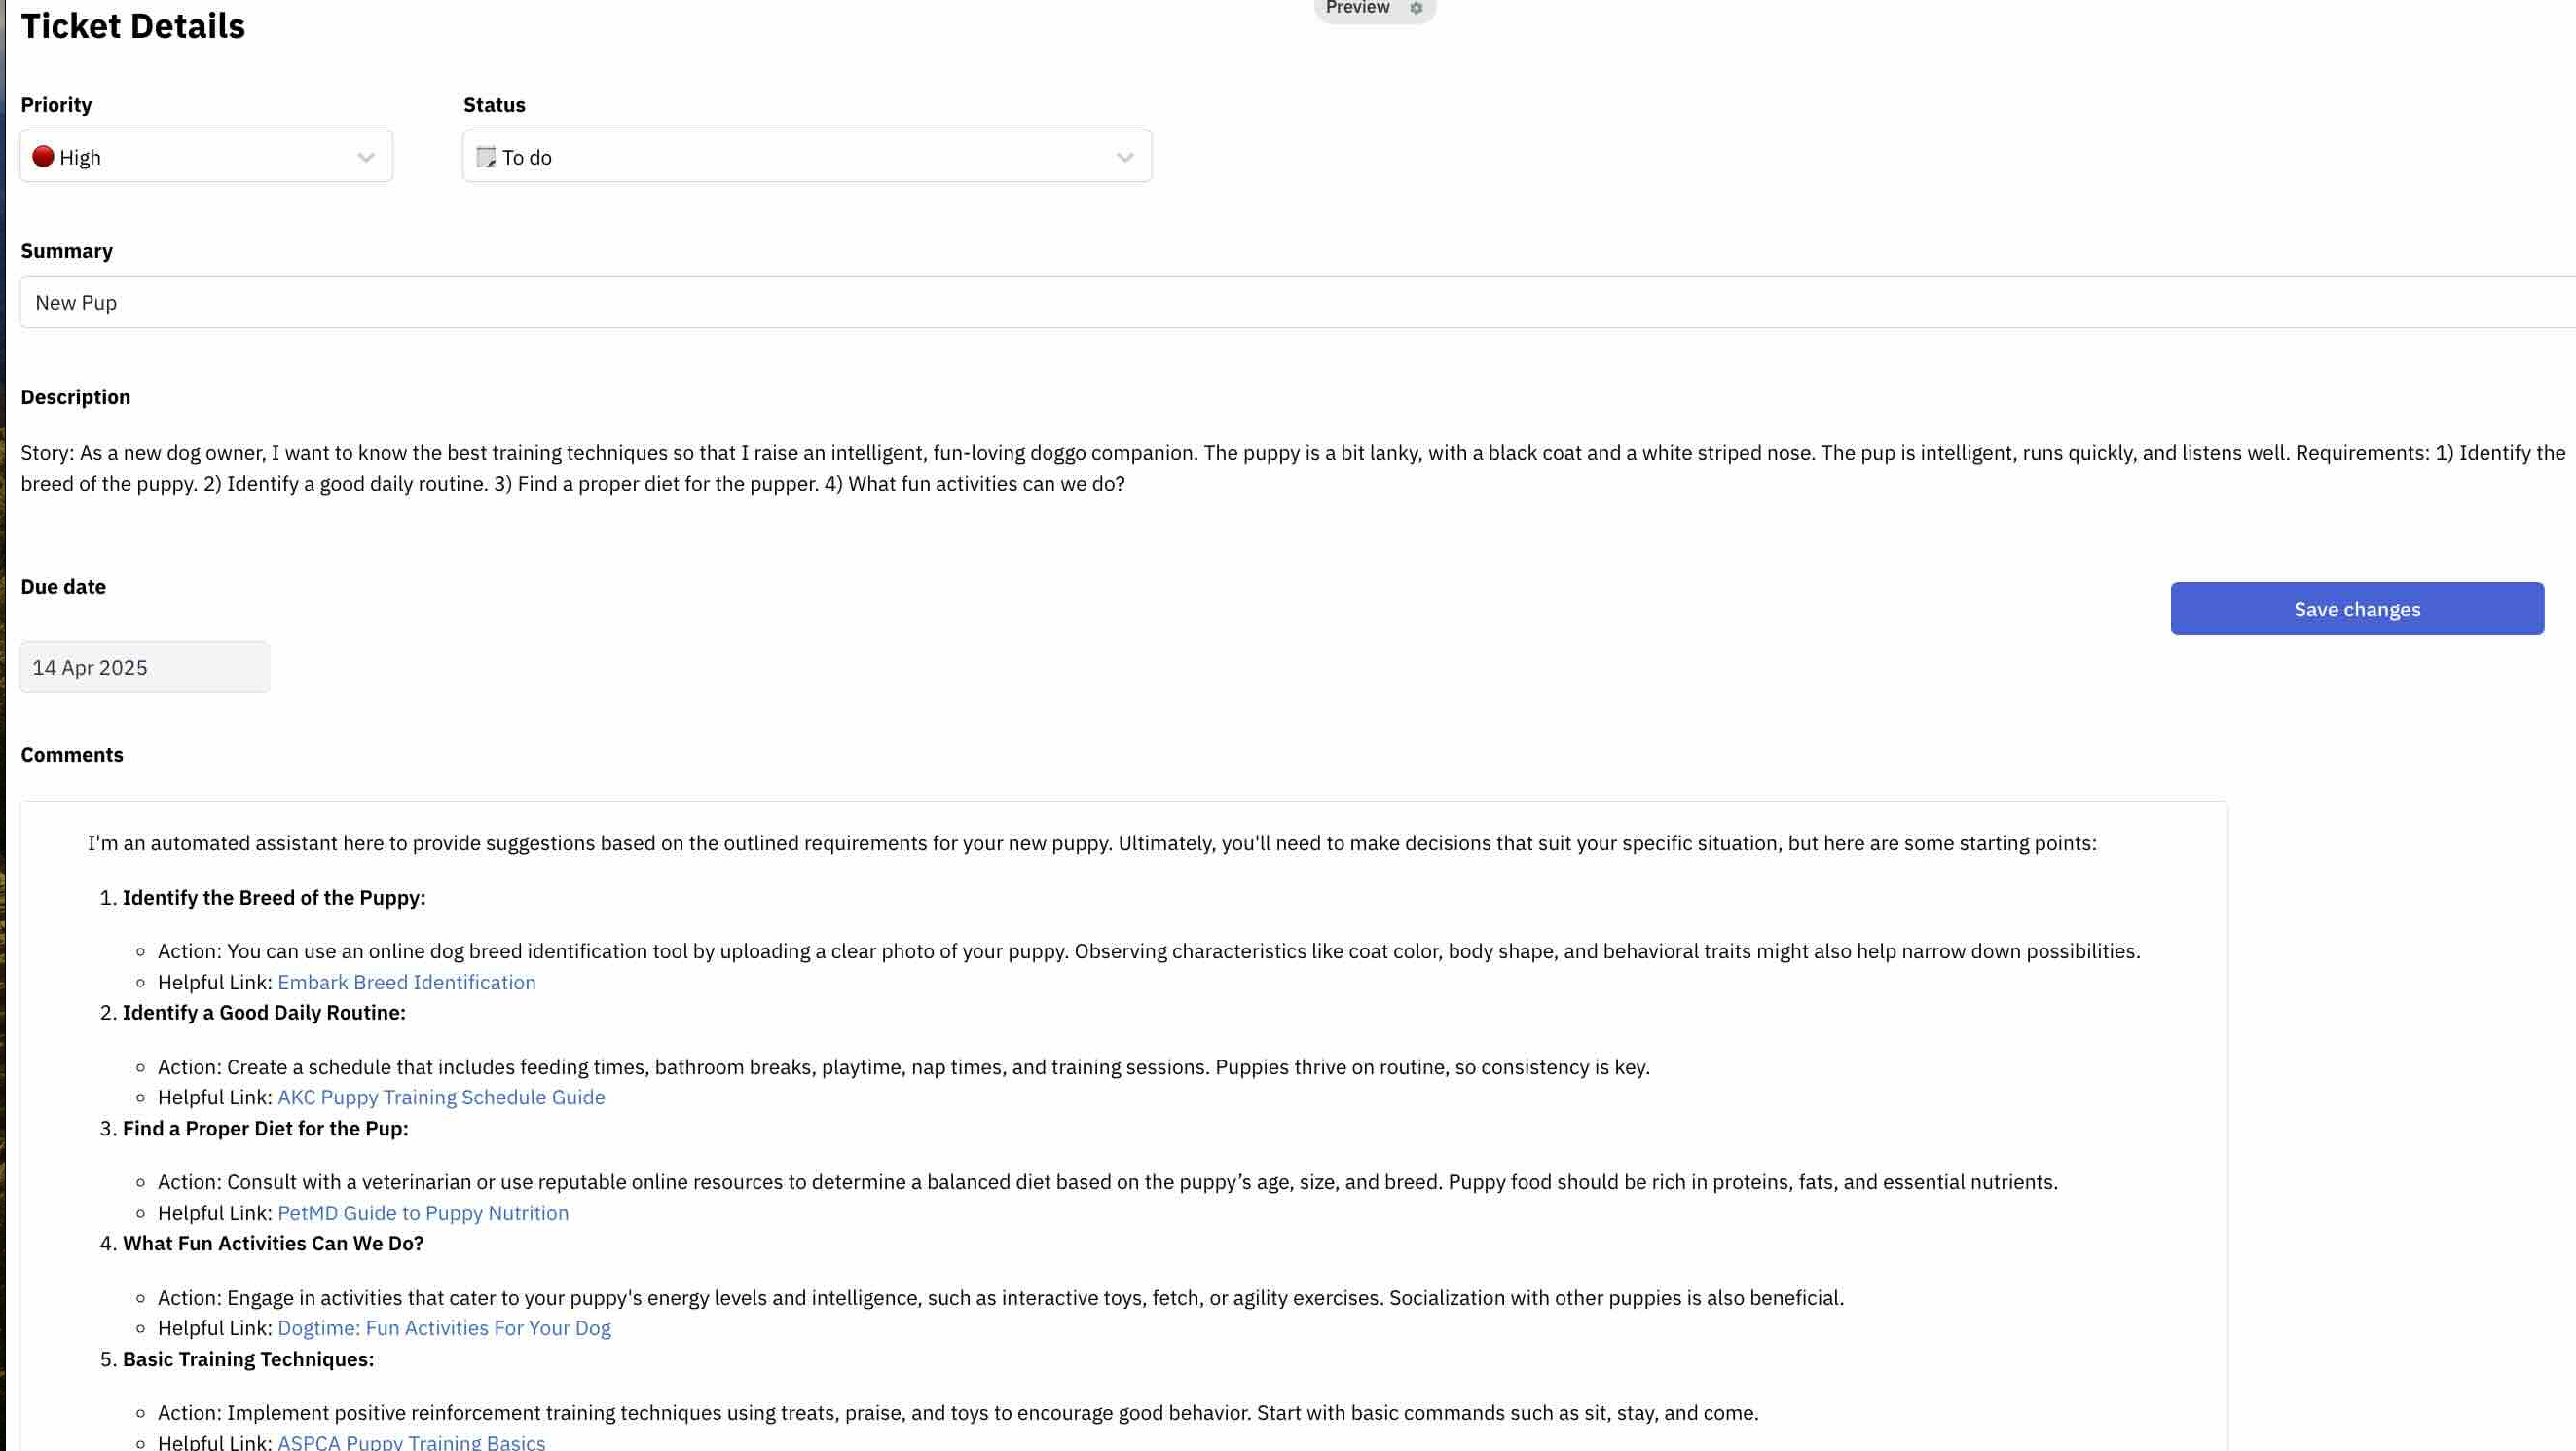 Preview
Ticket Details
Priority
Status
High
To do
Summary
New Pup
Description
Story: As a new dog owner, I want to know the best training techniques so that I raise an intelligent, fun-loving doggo companion. The puppy is a bit lanky, with a black coat and a white striped nose. The pup is intelligent, runs quickly, and listens well. Requirements: 1) Identify the
breed of the puppy. 2) Identify a good daily routine. 3) Find a proper diet for the pupper. 4) What fun activities can we do?
Due date
Save changes
14 Apr 2025
Comments
I'm an automated assistant here to provide suggestions based on the outlined requirements for your new puppy. Ultimately, you'll need to make decisions that suit your specific situation, but here are some starting points:
1. Identify the Breed of the Puppy:
Action: You can use an online dog breed identification tool by uploading a clear photo of your puppy. Observing characteristics like coat color, body shape, and behavioral traits might also help narrow down possibilities.
Helpful Link: Embark Breed Identification
2. Identify a Good Daily Routine:
Action: Create a schedule that includes feeding times, bathroom breaks, playtime, nap times, and training sessions. Puppies thrive on routine, so consistency is key.
Helpful Link: AKC Puppy Training Schedule Guide
3. Find a Proper Diet for the Pup:
Action: Consult with a veterinarian or use reputable online resources to determine a balanced diet based on the puppy’s age, size, and breed. Puppy food should be rich in proteins, fats, and essential nutrients.
Helpful Link: PetMD Guide to Puppy Nutrition
4. What Fun Activities Can We Do?
Action: Engage in activities that cater to your puppy's energy levels and intelligence, such as interactive toys, fetch, or agility exercises. Socialization with other puppies is also beneficial.
Helpful Link: Dogtime: Fun Activities For Your Dog
5. Basic Training Techniques:
Action: Implement positive reinforcement training techniques using treats, praise, and toys to encourage good behavior. Start with basic commands such as sit, stay, and come.
Helpful Link: ASPCA Puppy Training Basics